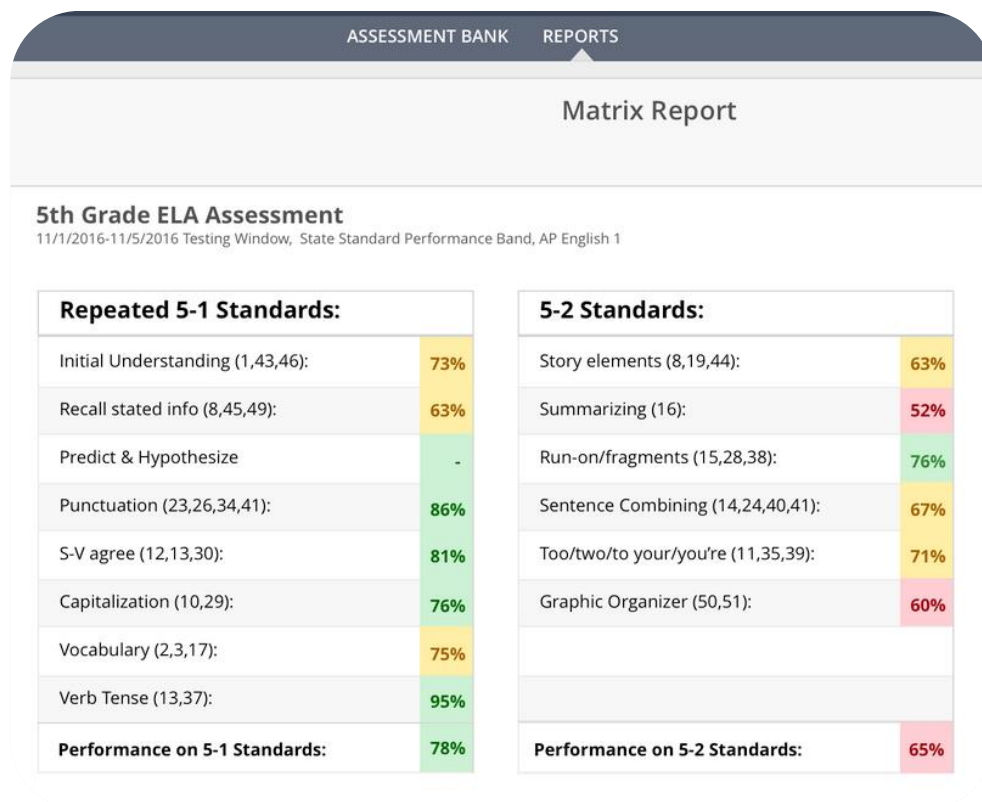 ASSESSMENT BANK REPORTS
Matrix Report
5th Grade ELA Assessment
11/1/2016-11/5/2016 Testing Window, State Standard Performance Band, AP English 1
Repeated 5-1 Standards:
Initial Understanding (1,43,46): 73%
Recall stated info (8,45,49): 63%
Predict & Hypothesize -
Punctuation (23,26,34,41): 86%
S-V agree (12,13,30): 81%
Capitalization (10,29): 76%
Vocabulary (2,3,17): 75%
Verb Tense (13,37): 95%
Performance on 5-1 Standards: 78%
5-2 Standards:
Story elements (8,19,44): 63%
Summarizing (16): 52%
Run-on/fragments (15,28,38): 76%
Sentence Combining (14,24,40,41): 67%
Too/two/to your/you’re (11,35,39): 71%
Graphic Organizer (50,51): 60%
Performance on 5-2 Standards: 65%